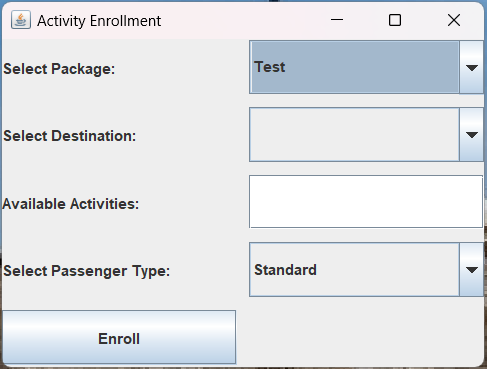 Activity Enrollment
Select Package:
Test
Select Destination:
Available Activities:
Select Passenger Type:
Standard
Enroll